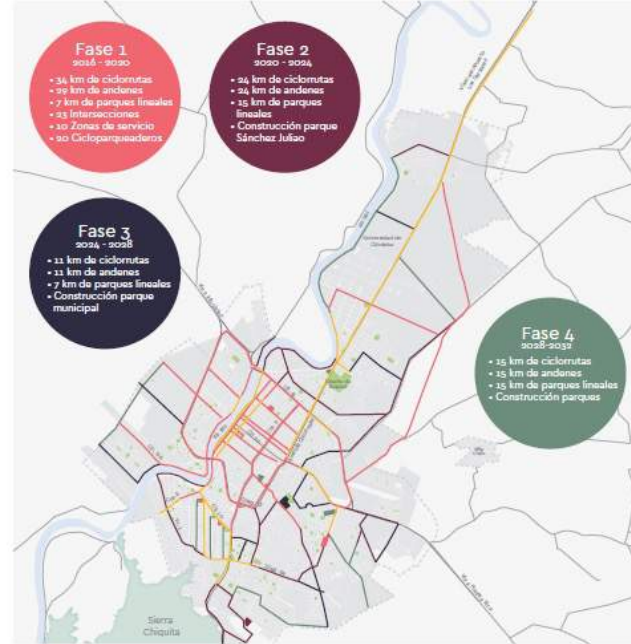 Fase 1
2016 - 2020
• 34 km de ciclorrutas
• 29 km de andenes
• 7 km de parques lineales
• 23 Intersecciones
• 10 Zonas de servicio
• 20 Cicloparqueaderos
Fase 2
2020 - 2024
• 24 km de ciclorrutas
• 24 km de andenes
• 15 km de parques
lineales
• Construcción parque
Sánchez Juliao
Fase 3
2024 - 2028
• 11 km de ciclorrutas
• 11 km de andenes
• 7 km de parques lineales
• Construcción parque
municipal
Universidad de
Córdoba
Fase 4
2028-2032
• 15 km de ciclorrutas
• 15 km de andenes
• 15 km de parques lineales
• Construcción parques
Sierra
Chiquita